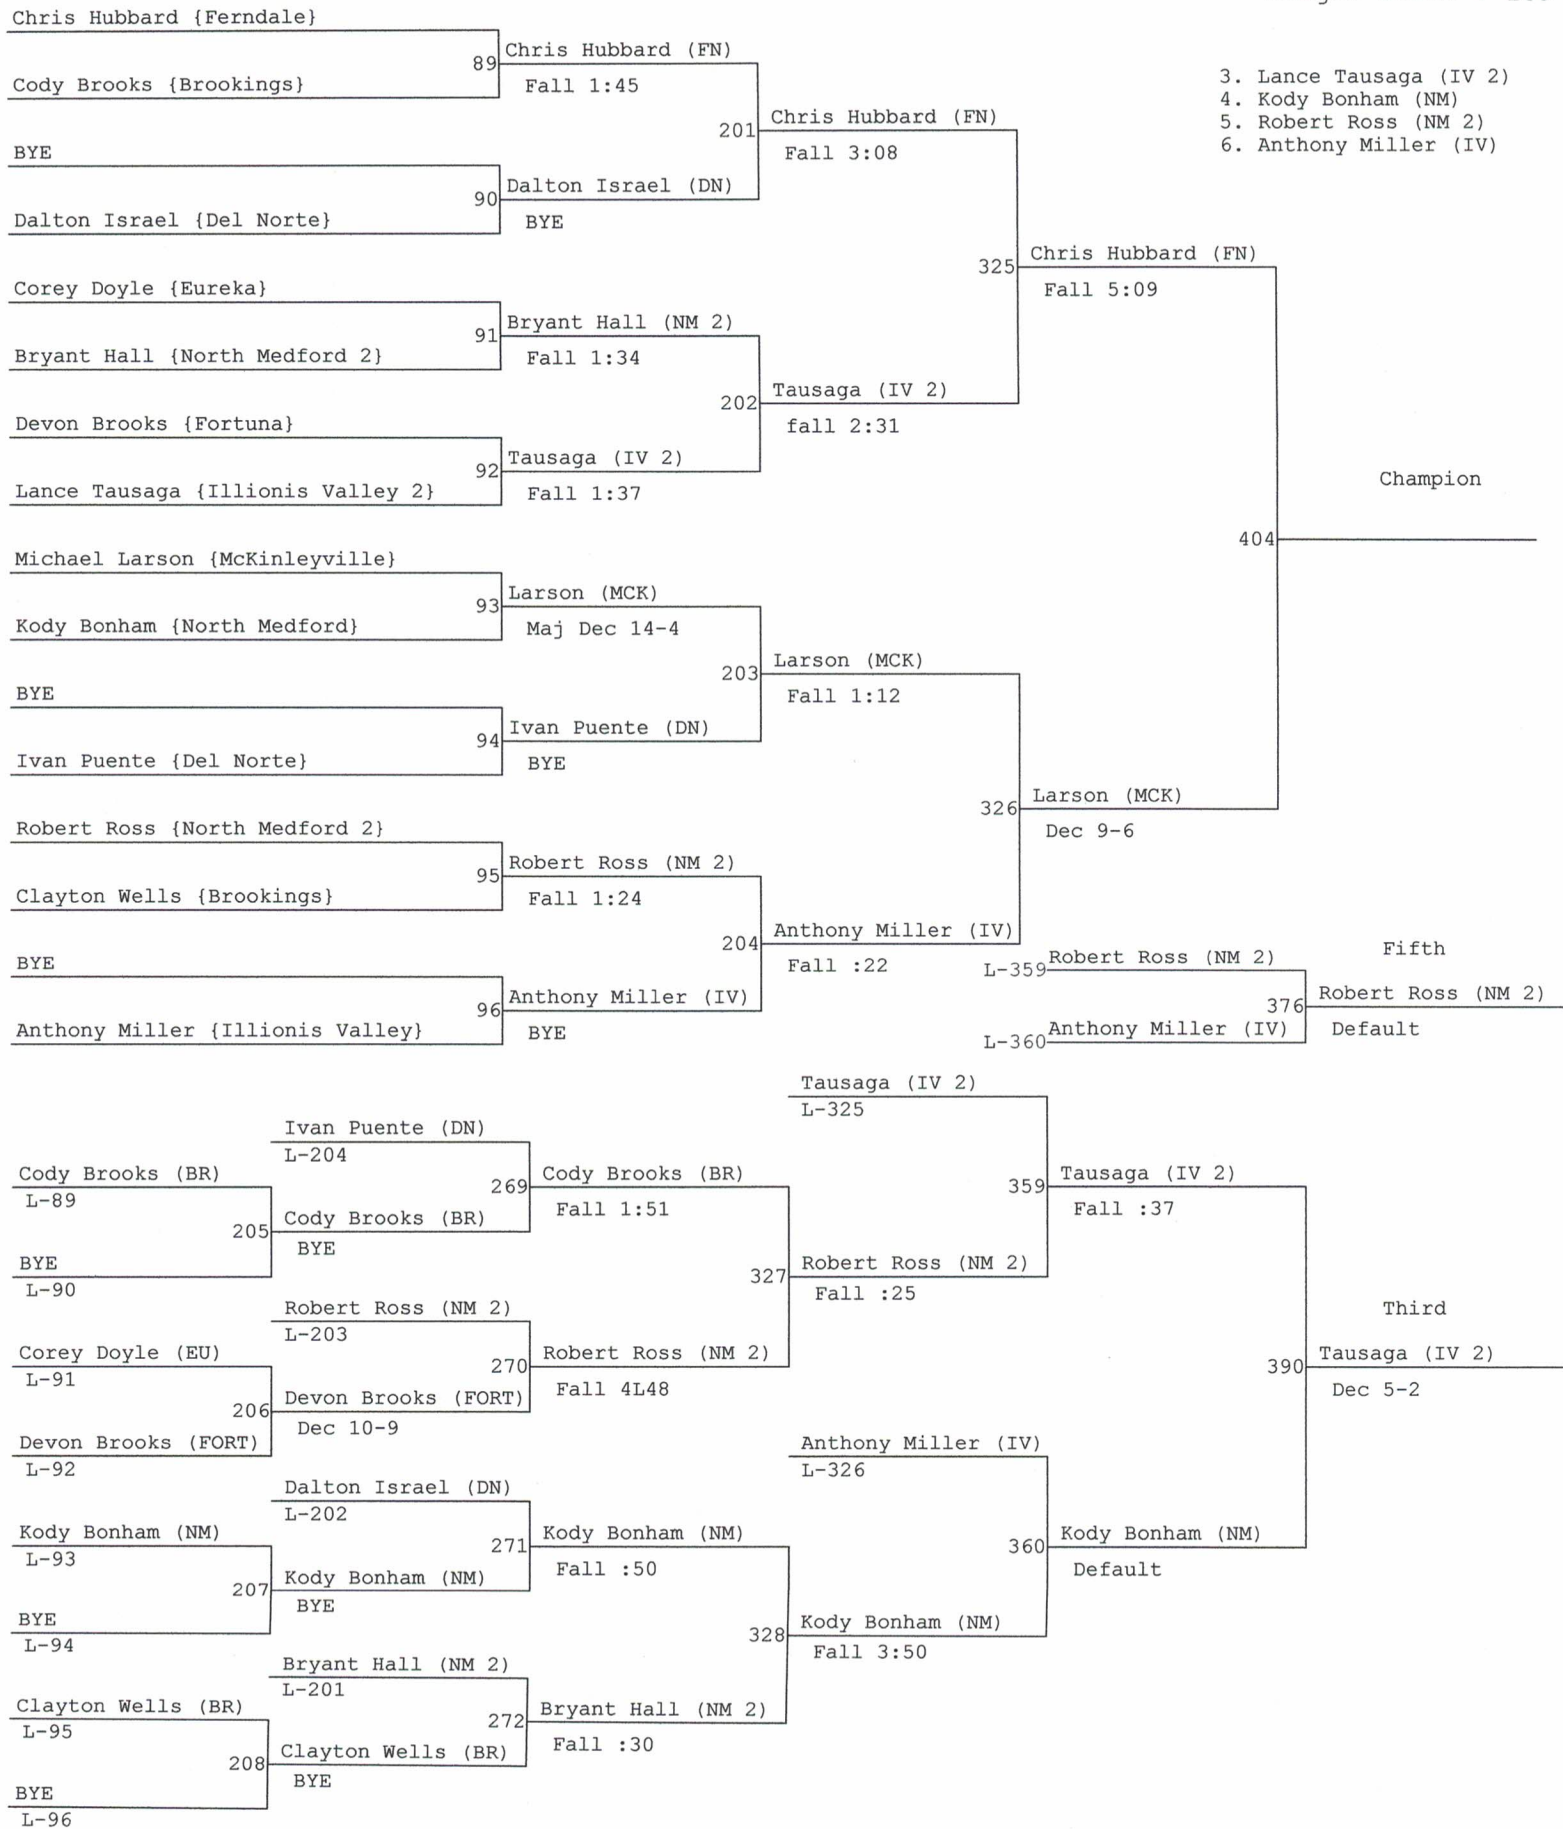 Chris Hubbard {Ferndale}
89
Chris Hubbard (FN)
Fall 1:45
Cody Brooks {Brookings}
201
Chris Hubbard (FN)
Fall 3:08
BYE
90
Dalton Israel (DN)
BYE
Dalton Israel {Del Norte}
3. Lance Tausaga (IV 2)
4. Kody Bonham (NM)
5. Robert Ross (NM 2)
6. Anthony Miller (IV)
325
Chris Hubbard (FN)
Fall 5:09
Corey Doyle {Eureka}
91
Bryant Hall (NM 2)
Fall 1:34
Bryant Hall {North Medford 2}
202
Tausaga (IV 2)
fall 2:31
Devon Brooks {Fortuna}
92
Tausaga (IV 2)
Fall 1:37
Lance Tausaga {Illionis Valley 2}
Champion
404
Michael Larson {McKinleyville}
93
Larson (MCK)
Maj Dec 14-4
Kody Bonham {North Medford}
203
Larson (MCK)
Fall 1:12
BYE
94
Ivan Puente (DN)
BYE
Ivan Puente {Del Norte}
326
Larson (MCK)
Dec 9-6
Robert Ross {North Medford 2}
95
Robert Ross (NM 2)
Fall 1:24
Clayton Wells {Brookings}
204
Anthony Miller (IV)
Fall :22
BYE
96
Anthony Miller (IV)
BYE
Anthony Miller {Illionis Valley}
Fifth
L-359
Robert Ross (NM 2)
376
Robert Ross (NM 2)
Default
L-360
Anthony Miller (IV)
Tausaga (IV 2)
L-325
Ivan Puente (DN)
L-204
Cody Brooks (BR)
L-89
269
Cody Brooks (BR)
Fall 1:51
205
Cody Brooks (BR)
BYE
BYE
L-90
359
Tausaga (IV 2)
Fall :37
327
Robert Ross (NM 2)
Fall :25
Robert Ross (NM 2)
L-203
Corey Doyle (EU)
L-91
270
Robert Ross (NM 2)
Fall 4L48
206
Devon Brooks (FORT)
Dec 10-9
Devon Brooks (FORT)
L-92
Third
390
Tausaga (IV 2)
Dec 5-2
Anthony Miller (IV)
L-326
Dalton Israel (DN)
L-202
Kody Bonham (NM)
L-93
271
Kody Bonham (NM)
Fall :50
207
Kody Bonham (NM)
BYE
BYE
L-94
360
Kody Bonham (NM)
Default
328
Kody Bonham (NM)
Fall 3:50
Bryant Hall (NM 2)
L-201
Clayton Wells (BR)
L-95
272
Bryant Hall (NM 2)
Fall :30
208
Clayton Wells (BR)
BYE
BYE
L-96